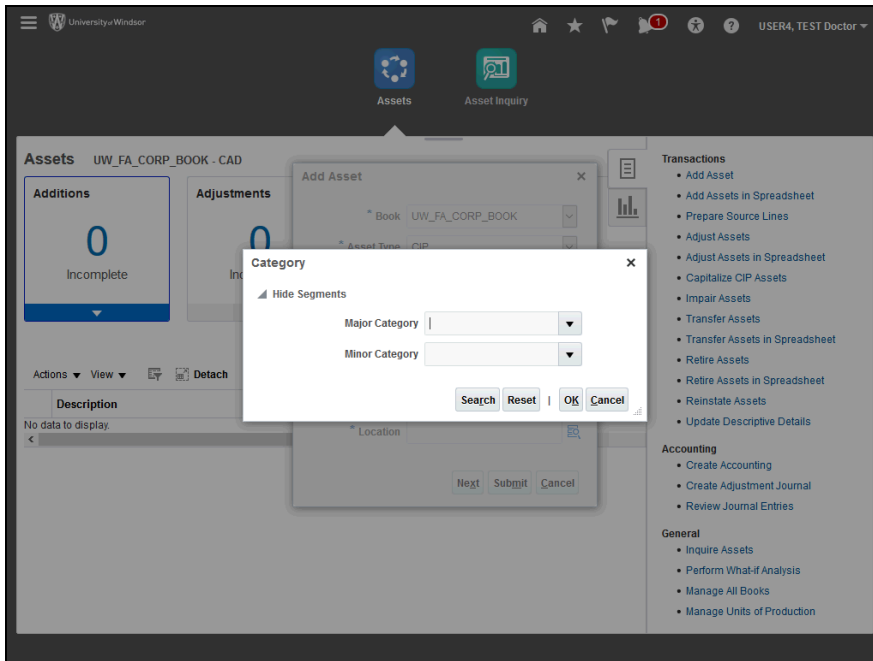 University of Windsor
1
USER4, TEST Doctor
Assets
Asset Inquiry
Assets UW_FA_CORP_BOOK - CAD
Additions
0
Incomplete
Adjustments
0
Add Asset
* Book UW_FA_CORP_BOOK
* Asset Type CIP
Category
Hide Segments
Major Category
Minor Category
Search Reset | OK Cancel
* Location
Next Submit Cancel
Actions View Detach
Description
No data to display.
Transactions
• Add Asset
• Add Assets in Spreadsheet
• Prepare Source Lines
• Adjust Assets
• Adjust Assets in Spreadsheet
• Capitalize CIP Assets
• Impair Assets
• Transfer Assets
• Transfer Assets in Spreadsheet
• Retire Assets
• Retire Assets in Spreadsheet
• Reinstate Assets
• Update Descriptive Details
Accounting
• Create Accounting
• Create Adjustment Journal
• Review Journal Entries
General
• Inquire Assets
• Perform What-if Analysis
• Manage All Books
• Manage Units of Production